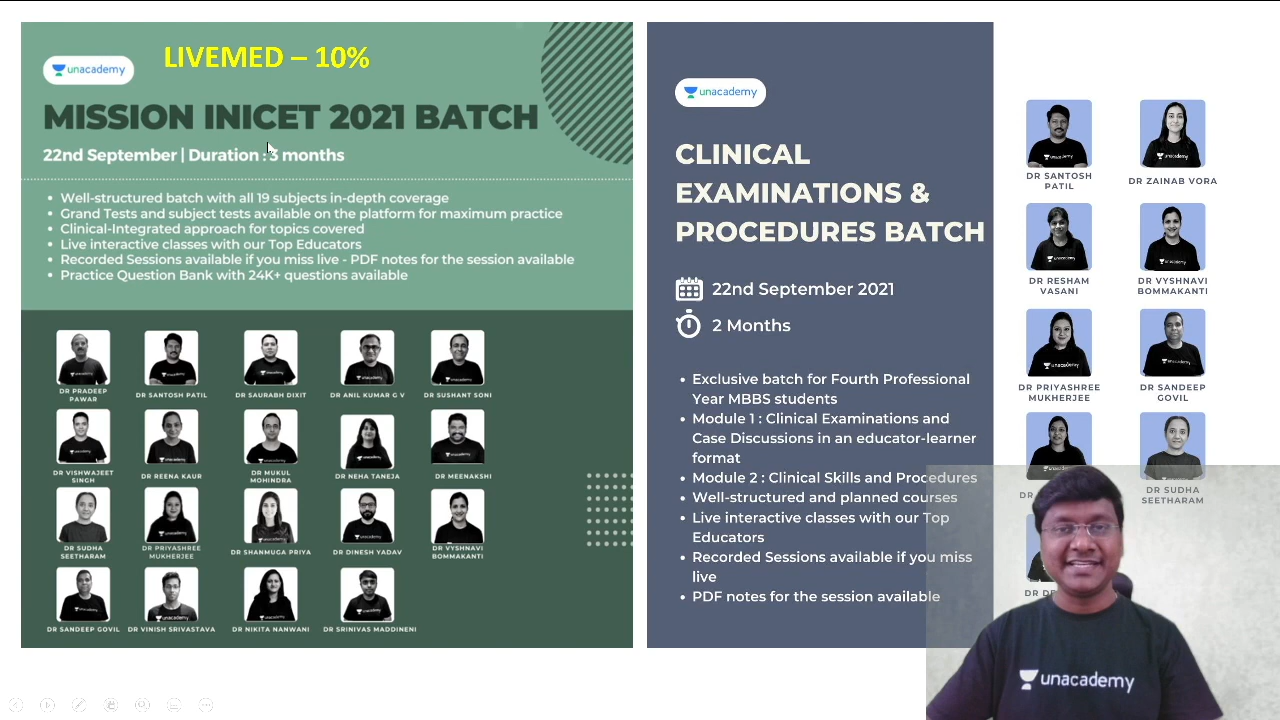 LIVEMED – 10%
unacademy
MISSION INICET 2021 BATCH
22nd September | Duration : 3 months
Well-structured batch with all 19 subjects in-depth coverage
Grand Tests and subject tests available on the platform for maximum practice
Clinical-Integrated approach for topics covered
Live interactive classes with our Top Educators
Recorded Sessions available if you miss live - PDF notes for the session available
Practice Question Bank with 24K+ questions available
DR PRADEEP
PAWAR
DR SANTOSH PATIL
DR SAURABH DIXIT
DR ANIL KUMAR G V
DR SUSHANT SONI
DR VISHWAJEET
SINGH
DR REENA KAUR
DR MUKUL
MOHINDRA
DR NEHA TANEJA
DR MEENAKSHI
DR SUDHA
SEETHARAM
DR PRIYASHREE
MUKHERJEE
DR SHANMUGA PRIYA
DR DINESH YADAV
DR VYSHNAVI
BOMMAKANTI
DR SANDEEP GOVIL
DR VINISH SRIVASTAVA
DR NIKITA NANWANI
DR SRINIVAS MADDINENI
unacademy
CLINICAL
EXAMINATIONS &
PROCEDURES BATCH
22nd September 2021
2 Months
Exclusive batch for Fourth Professional
Year MBBS students
Module 1 : Clinical Examinations and
Case Discussions in an educator-learner
format
Module 2 : Clinical Skills and Procedures
Well-structured and planned courses
Live interactive classes with our Top
Educators
Recorded Sessions available if you miss
live
PDF notes for the session available
DR SANTOSH
PATIL
DR ZAINAB VORA
DR RESHAM
VASANI
DR VYSHNAVI
BOMMAKANTI
DR PRIYASHREE
MUKHERJEE
DR SANDEEP
GOVIL
DR SUDHA
SEETHARAM
unacademy